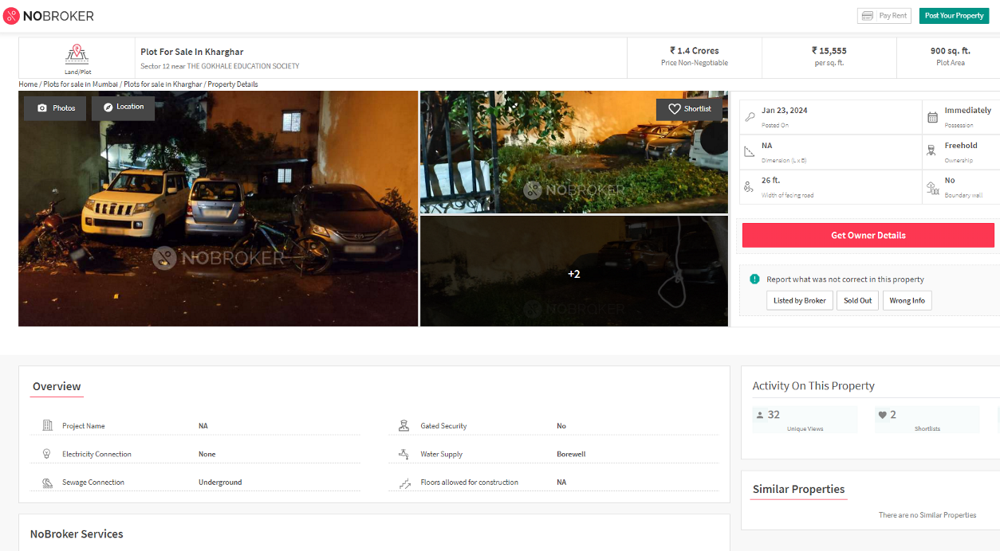 NOBROKER
Pay Rent
Post Your Property
Land/Plot
Plot For Sale In Kharghar
Sector 12 near THE GOKHALE EDUCATION SOCIETY
₹ 1.4 Crores
Price Non-Negotiable
₹ 15,555
per sq. ft.
900 sq. ft.
Plot Area
Home / Plots for sale in Mumbai / Plots for sale in Kharghar / Property Details
Photos
Location
Shortlist
NOBROKER
NOBROKER
+2
NOBROKER
Jan 23, 2024
Posted On
Immediately
Possession
NA
Dimension (L x B)
Freehold
Ownership
26 ft.
Width of facing road
No
Boundary wall
Get Owner Details
Report what was not correct in this property
Listed by Broker
Sold Out
Wrong Info
Overview
Project Name
NA
Gated Security
No
Electricity Connection
None
Water Supply
Borewell
Sewage Connection
Underground
Floors allowed for construction
NA
NoBroker Services
Activity On This Property
32
Unique Views
2
Shortlists
Similar Properties
There are no Similar Properties